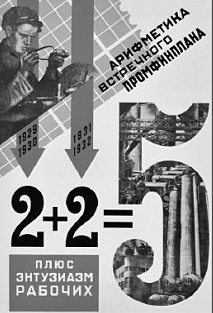 АРИФМЕТИКА
ВСТРЕЧНОГО
ПРОМФИНПЛАНА
1929
1930
1931
1932
2+2=5
ПЛЮС
ЭНТУЗИАЗМ
РАБОЧИХ